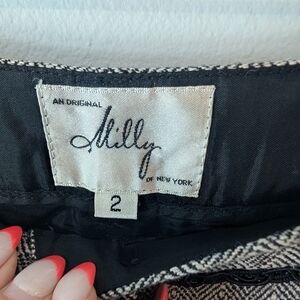 AN ORIGINAL
Milly
OF NEW YORK
2